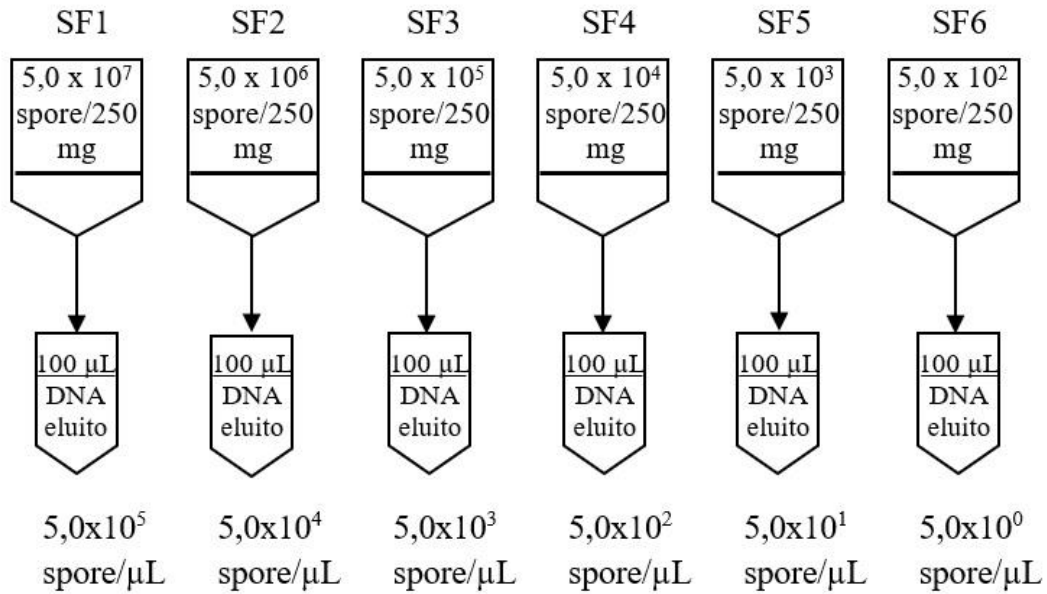 SF1 SF2 SF3 SF4 SF5 SF6
5,0 x 10⁷ 5,0 x 10⁶ 5,0 x 10⁵ 5,0 x 10⁴ 5,0 x 10³ 5,0 x 10²
spore/250 spore/250 spore/250 spore/250 spore/250 spore/250
mg mg mg mg mg mg
100 µL 100 µL 100 µL 100 µL 100 µL 100 µL
DNA DNA DNA DNA DNA DNA
eluito eluito eluito eluito eluito eluito
5,0x10⁵ 5,0x10⁴ 5,0x10³ 5,0x10² 5,0x10¹ 5,0x10⁰
spore/µL spore/µL spore/µL spore/µL spore/µL spore/µL